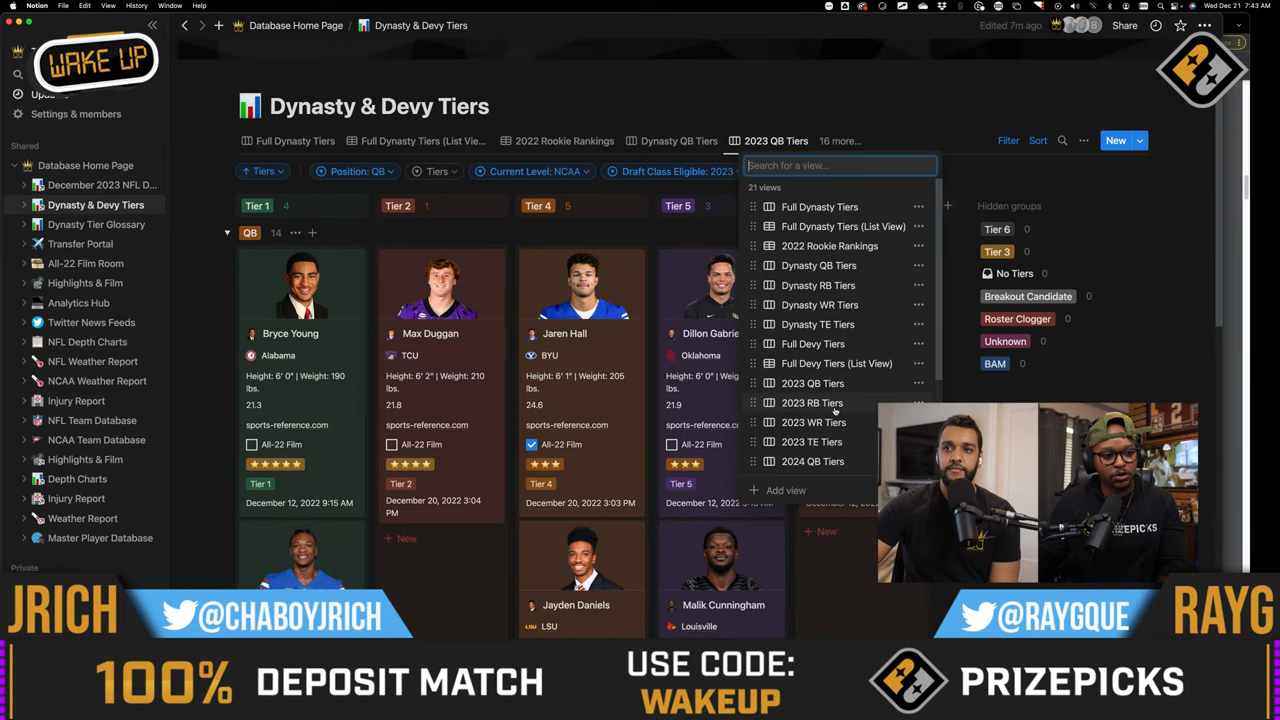 Notion File Edit View History Window Help
Wed Dec 21 7:43 AM
Database Home Page / Dynasty & Devy Tiers
Edited 7m ago
Share
WAKE UP
Settings & members
Shared
Database Home Page
December 2023 NFL D...
Dynasty & Devy Tiers
Dynasty Tier Glossary
Transfer Portal
All-22 Film Room
Highlights & Film
Analytics Hub
Twitter News Feeds
NFL Depth Charts
NFL Weather Report
NCAA Weather Report
Injury Report
NFL Team Database
NCAA Team Database
Highlights & Film
Depth Charts
Injury Report
Weather Report
Master Player Database
Private
Dynasty & Devy Tiers
Full Dynasty Tiers
Full Dynasty Tiers (List Vie...
2022 Rookie Rankings
Dynasty QB Tiers
2023 QB Tiers
16 more...
Filter
Sort
New
Tiers
Position: QB
Tiers
Current Level: NCAA
Draft Class Eligible: 2023
Tier 1 4
Tier 2 1
Tier 4 5
Tier 5 3
QB 14
Bryce Young
Alabama
Height: 6' 0" | Weight: 190
lbs.
21.3
sports-reference.com
All-22 Film
Tier 1
December 12, 2022 9:15 AM
Max Duggan
TCU
Height: 6' 2" | Weight: 210
lbs.
21.8
sports-reference.com
All-22 Film
Tier 2
December 20, 2022 3:04
PM
New
Jaren Hall
BYU
Height: 6' 1" | Weight: 205
lbs.
24.6
sports-reference.com
All-22 Film
Tier 4
December 20, 2022 3:03 PM
Jayden Daniels
LSU
LSU
Dillon Gabrie
Oklahoma
Height: 6' 0"
lbs.
21.9
sports-refere
All-22 Film
Tier 5
Malik Cunningham
Louisville
New
Search for a view...
21 views
Full Dynasty Tiers
Full Dynasty Tiers (List View)
2022 Rookie Rankings
Dynasty QB Tiers
Dynasty RB Tiers
Dynasty WR Tiers
Dynasty TE Tiers
Full Devy Tiers
Full Devy Tiers (List View)
2023 QB Tiers
2023 RB Tiers
2023 WR Tiers
2023 TE Tiers
2024 QB Tiers
Add view
Hidden groups
Tier 6 0
Tier 3 0
No Tiers 0
Breakout Candidate 0
Roster Clogger 0
Unknown 0
BAM 0
PRIZEPICKS
JRICH
@CHABOYJRICH
@RAYGQUE
RAYG
100% DEPOSIT MATCH
USE CODE:
WAKEUP
PRIZEPICKS